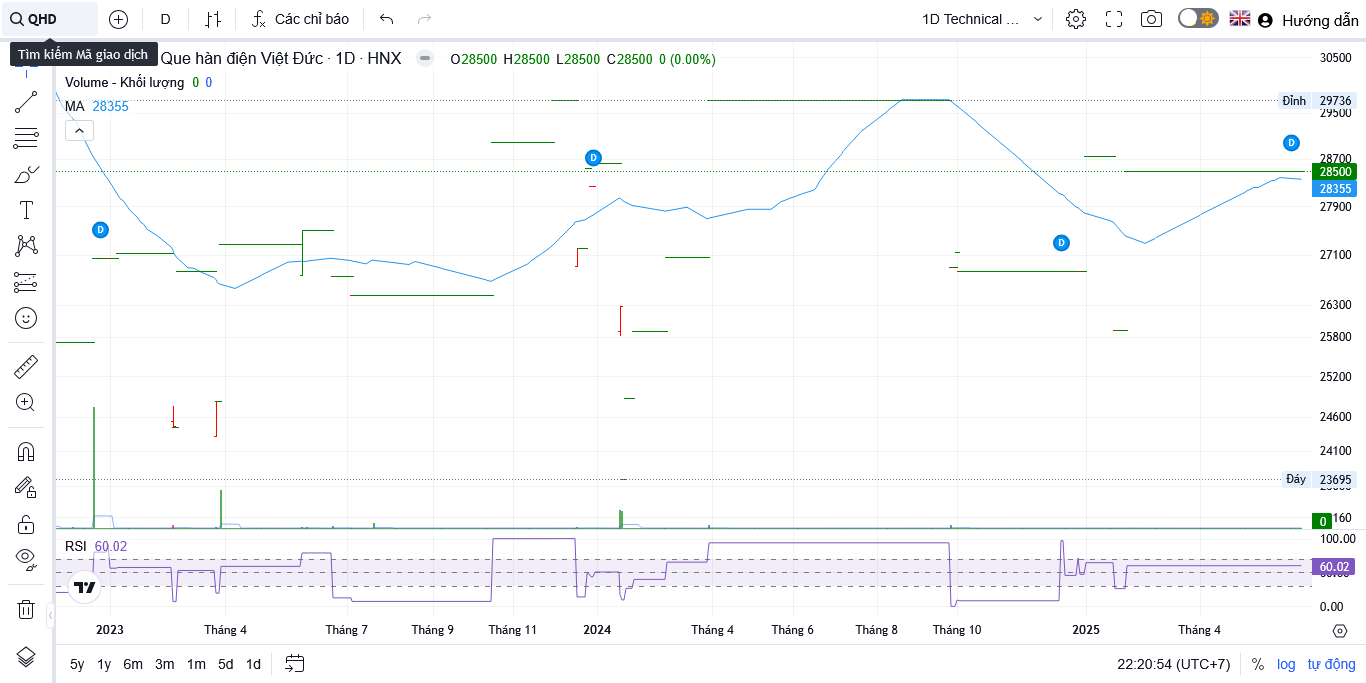 QHD
D
Các chỉ báo
1D Technical ...
Hướng dẫn
Tìm kiếm Mã giao dịch
Que hàn điện Việt Đức · 1D · HNX
O28500 H28500 L28500 C28500 0 (0.00%)
Volume - Khối lượng 0 0
MA 28355
30500
Đỉnh 29736
29500
28700
28500
28355
27900
27100
26300
25800
25200
24600
24100
Đáy 23695
0
D
D
D
D
RSI 60.02
100.00
60.02
0.00
2023
Tháng 4
Tháng 7
Tháng 9
Tháng 11
2024
Tháng 4
Tháng 6
Tháng 8
Tháng 10
2025
Tháng 4
5y 1y 6m 3m 1m 5d 1d
22:20:54 (UTC+7)
%
log
tự động